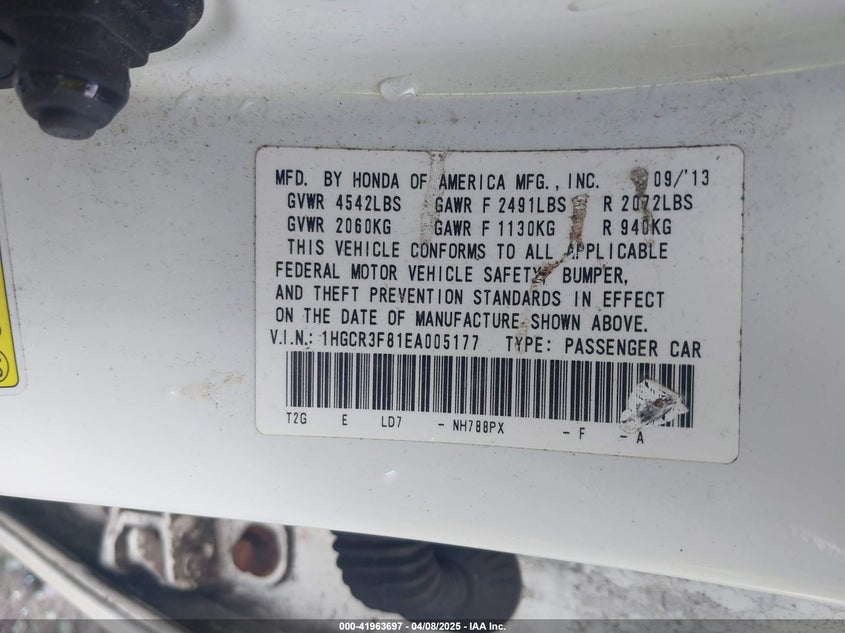 MFD. BY HONDA OF AMERICA MFG., INC. 09/'13
GVWR 4542LBS GAWR F 2491LBS R 2072LBS
GVWR 2060KG GAWR F 1130KG R 940KG
THIS VEHICLE CONFORMS TO ALL APPLICABLE
FEDERAL MOTOR VEHICLE SAFETY, BUMPER,
AND THEFT PREVENTION STANDARDS IN EFFECT
ON THE DATE OF MANUFACTURE SHOWN ABOVE.
V.I.N.: 1HGCR3F81EA005177 TYPE: PASSENGER CAR
T2G E LD7 - NH788PX - F - A
000-41963697 - 04/08/2025 - IAA Inc.